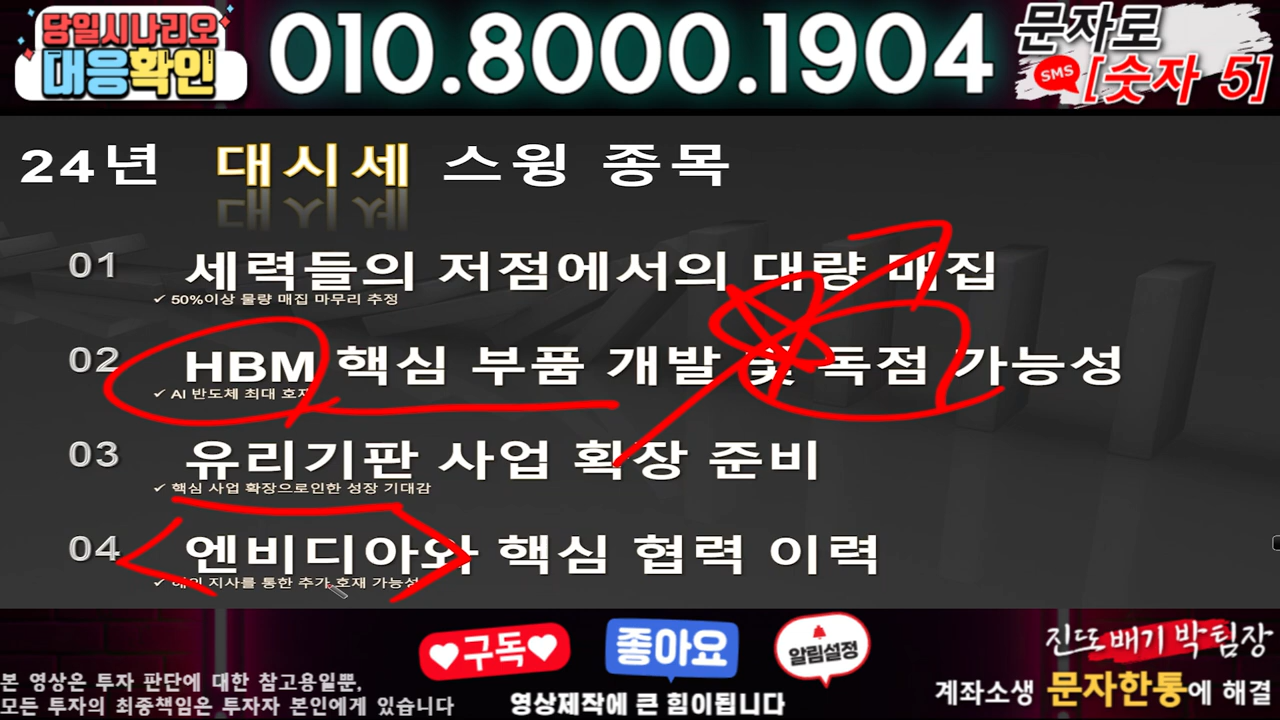 당일시나리오
대응확인
010.8000.1904
문자로
SMS [숫자 5]
24년 대시세 스윙 종목
대시세
01 세력들의 저점에서의 대량 매집
✓ 50%이상 물량 매집 마무리 추정
02 HBM 핵심 부품 개발 및 독점 가능성
✓ AI 반도체 최대 호재
03 유리기판 사업 확장 준비
✓ 핵심 사업 확장으로인한 성장 기대감
04 엔비디아와 핵심 협력 이력
✓ 해외 지사를 통한 추가 호재 가능성
구독
좋아요
알림설정
영상제작에 큰 힘이됩니다
본 영상은 투자 판단에 대한 참고용일뿐,
모든 투자의 최종책임은 투자자 본인에게 있습니다
진또배기 박팀장
계좌소생 문자한통에 해결